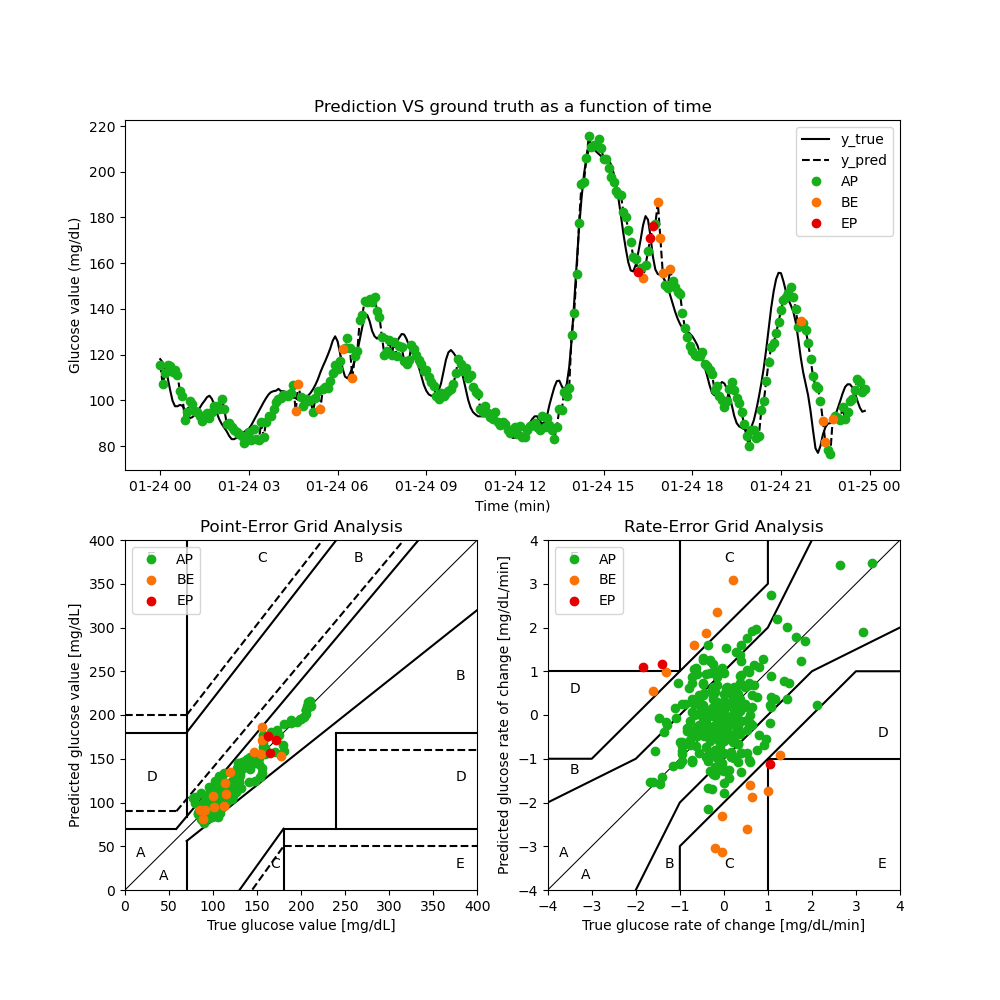 Prediction VS ground truth as a function of time
Glucose value (mg/dL)
220
200
180
160
140
120
100
80
y_true
y_pred
AP
BE
EP
01-24 00 01-24 03 01-24 06 01-24 09 01-24 12 01-24 15 01-24 18 01-24 21 01-25 00
Time (min)
Point-Error Grid Analysis
Predicted glucose value [mg/dL]
400
350
300
250
200
150
100
50
0
AP
BE
EP
C B
B
D D
A
A
C E
0 50 100 150 200 250 300 350 400
True glucose value [mg/dL]
Rate-Error Grid Analysis
Predicted glucose rate of change [mg/dL/min]
4
3
2
1
0
−1
−2
−3
−4
AP
BE
EP
C
D
D
B
A
A
B C E
−4 −3 −2 −1 0 1 2 3 4
True glucose rate of change [mg/dL/min]